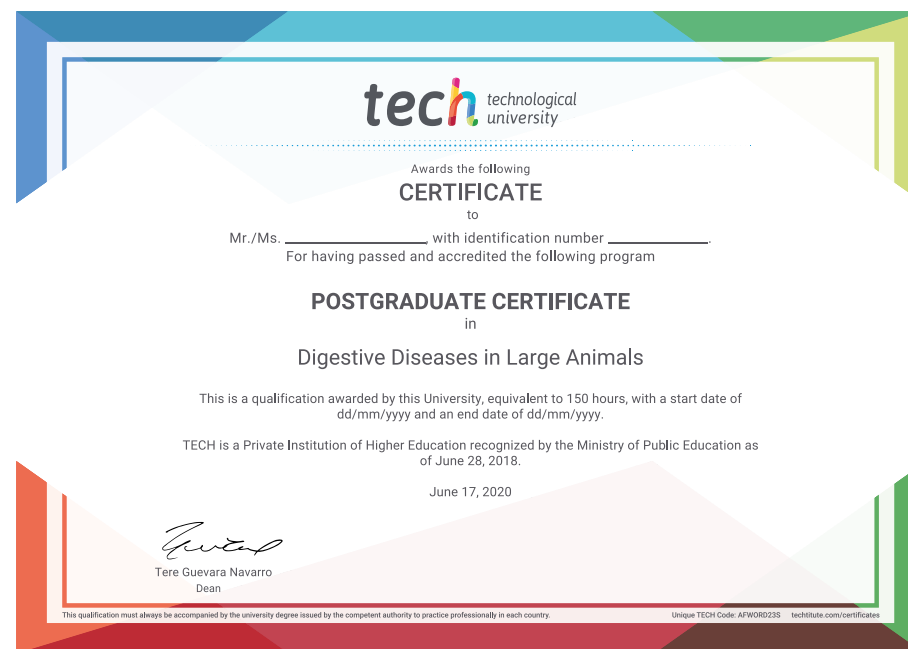 tech technological
university
Awards the following
CERTIFICATE
to
Mr./Ms. ____________________, with identification number ______________.
For having passed and accredited the following program
POSTGRADUATE CERTIFICATE
in
Digestive Diseases in Large Animals
This is a qualification awarded by this University, equivalent to 150 hours, with a start date of
dd/mm/yyyy and an end date of dd/mm/yyyy.
TECH is a Private Institution of Higher Education recognized by the Ministry of Public Education as
of June 28, 2018.
June 17, 2020
Tere Guevara Navarro
Dean
This qualification must always be accompanied by the university degree issued by the competent authority to practice professionally in each country. Unique TECH Code: AFWORD23S techtitute.com/certificates